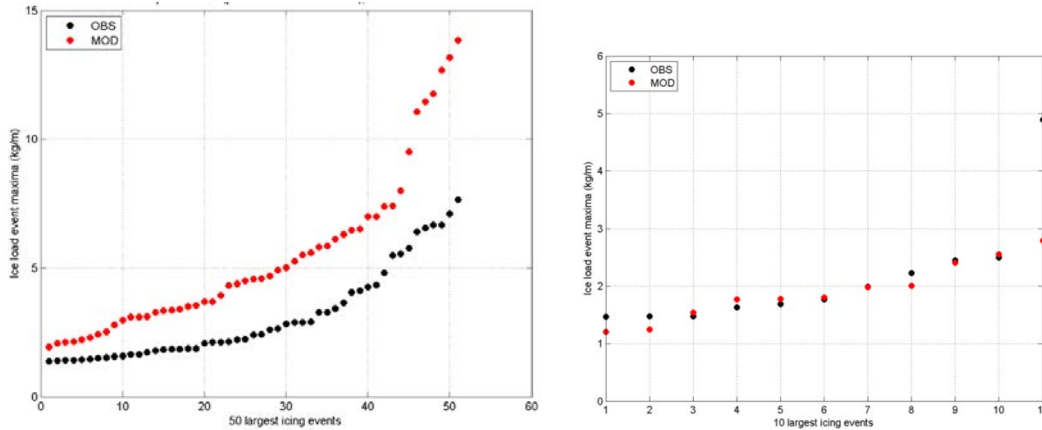 15
OBS
MOD
10
5
0
Ice load event maxima (kg/m)
0 10 20 30 40 50 60
50 largest icing events
6
OBS
MOD
5
4
3
2
1
0
Ice load event maxima (kg/m)
1 2 3 4 5 6 7 8 9 10
10 largest icing events